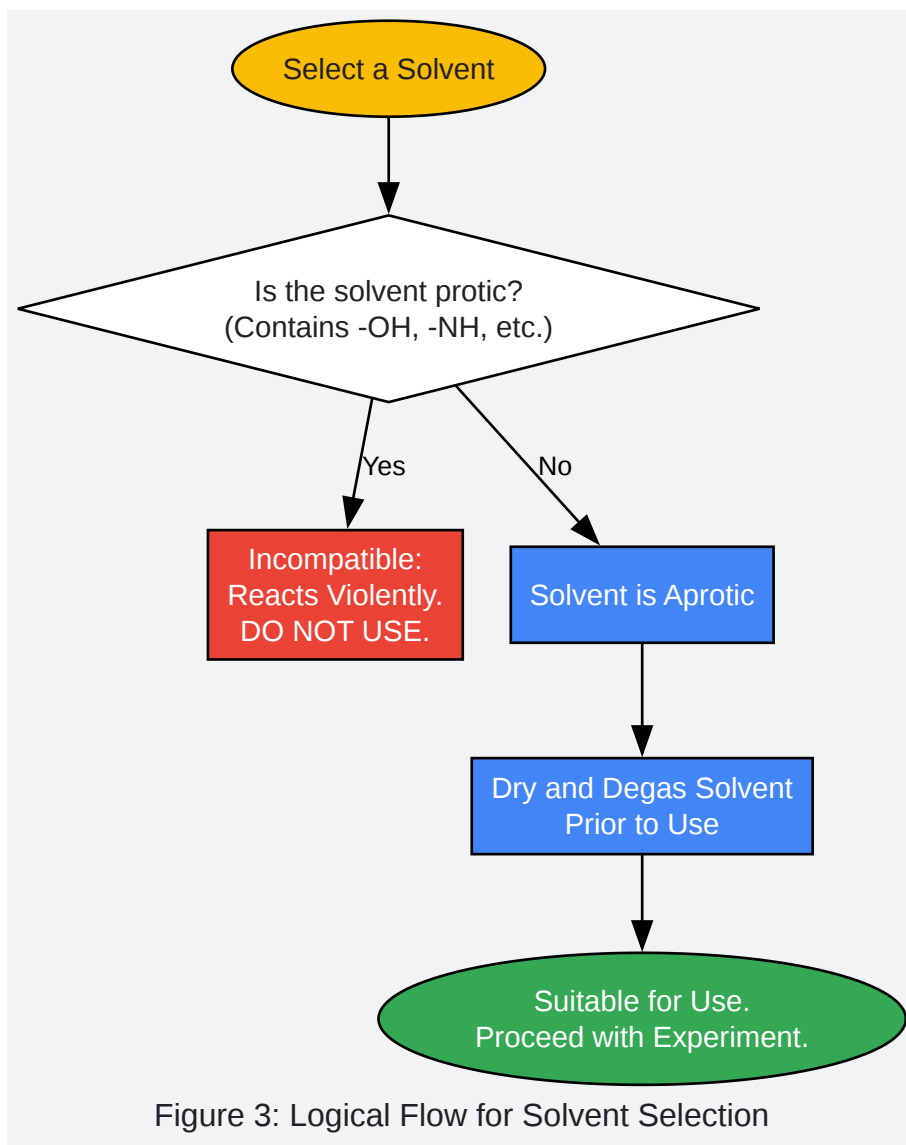 Select a Solvent
Is the solvent protic?
(Contains -OH, -NH, etc.)
Yes
No
Incompatible:
Reacts Violently.
DO NOT USE.
Solvent is Aprotic
Dry and Degas Solvent
Prior to Use
Suitable for Use.
Proceed with Experiment.
Figure 3: Logical Flow for Solvent Selection